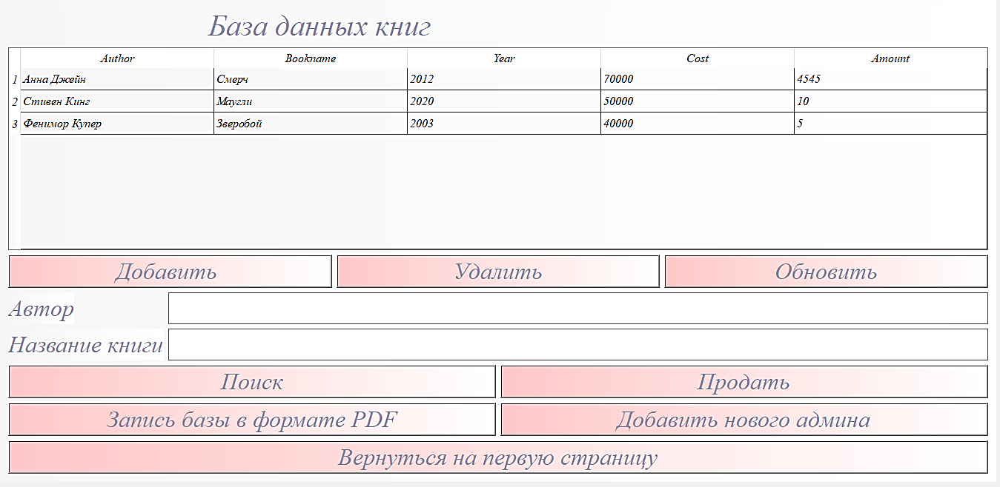 База данных книг
Author Bookname Year Cost Amount
1 Анна Джейн Смерч 2012 70000 4545
2 Стивен Кинг Маугли 2020 50000 10
3 Фенимор Купер Зверобой 2003 40000 5
Добавить Удалить Обновить
Автор
Название книги
Поиск Продать
Запись базы в формате PDF Добавить нового админа
Вернуться на первую страницу